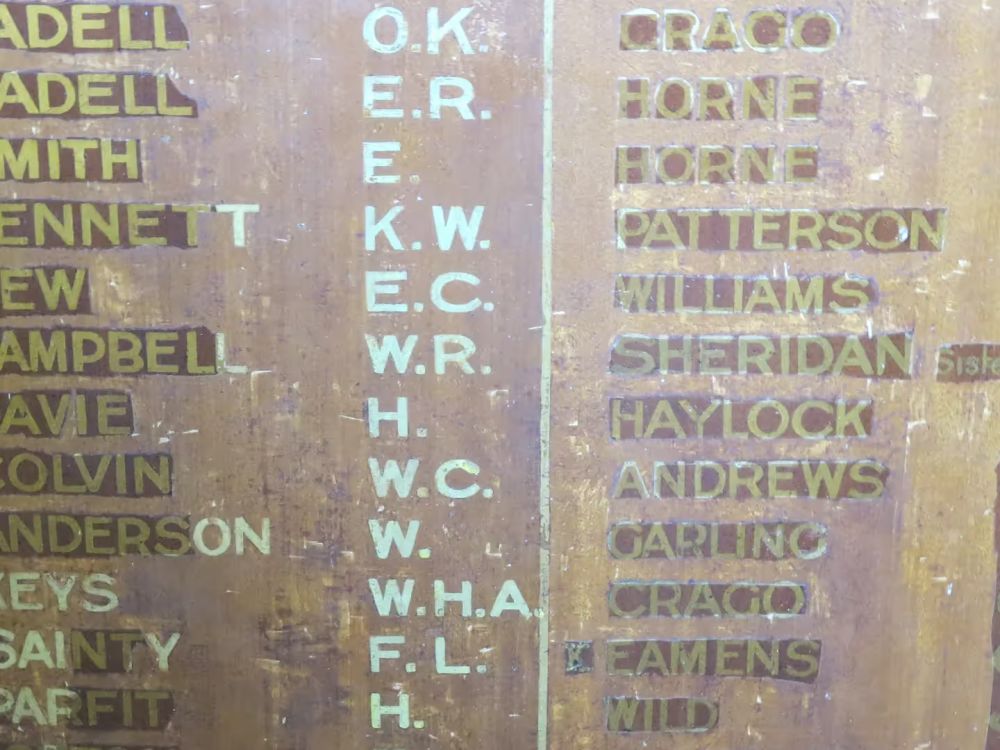 ADELL O.K. CRAGO
ADELL E.R. HORNE
MITH E. HORNE
ENNETT K.W. PATTERSON
EW E.C. WILLIAMS
AMPBELL W.R. SHERIDAN Siste
AVIE H. HAYLOCK
COLVIN W.C. ANDREWS
ANDERSON W. GARLING
KEYS W.H.A. CRAGO
SAINTY F.L. K EAMENS
PARFIT H. WILD